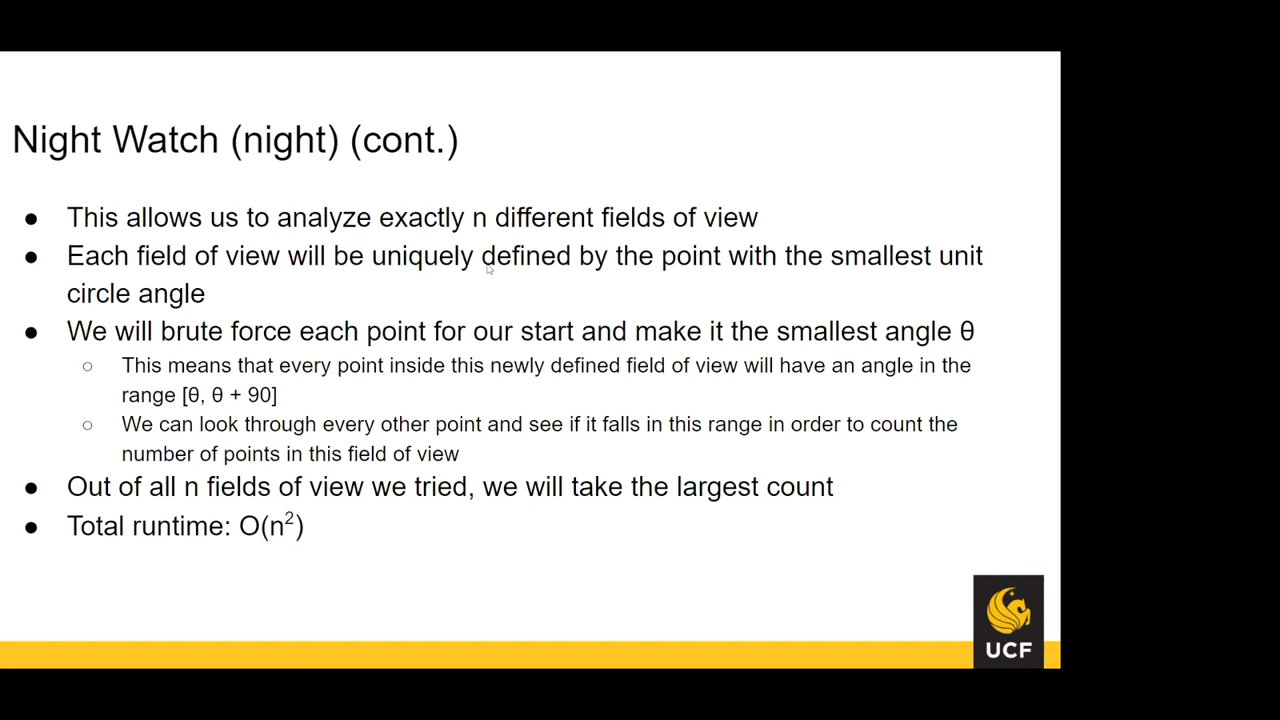 Night Watch (night) (cont.)
● This allows us to analyze exactly n different fields of view
● Each field of view will be uniquely defined by the point with the smallest unit
circle angle
● We will brute force each point for our start and make it the smallest angle θ
○ This means that every point inside this newly defined field of view will have an angle in the
range [θ, θ + 90]
○ We can look through every other point and see if it falls in this range in order to count the
number of points in this field of view
● Out of all n fields of view we tried, we will take the largest count
● Total runtime: O(n²)
UCF